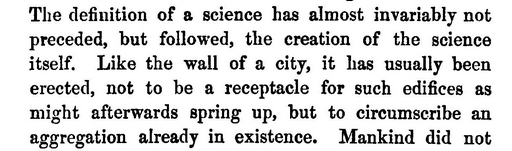 The definition of a science has almost invariably not
preceded, but followed, the creation of the science
itself. Like the wall of a city, it has usually been
erected, not to be a receptacle for such edifices as
might afterwards spring up, but to circumscribe an
aggregation already in existence. Mankind did not